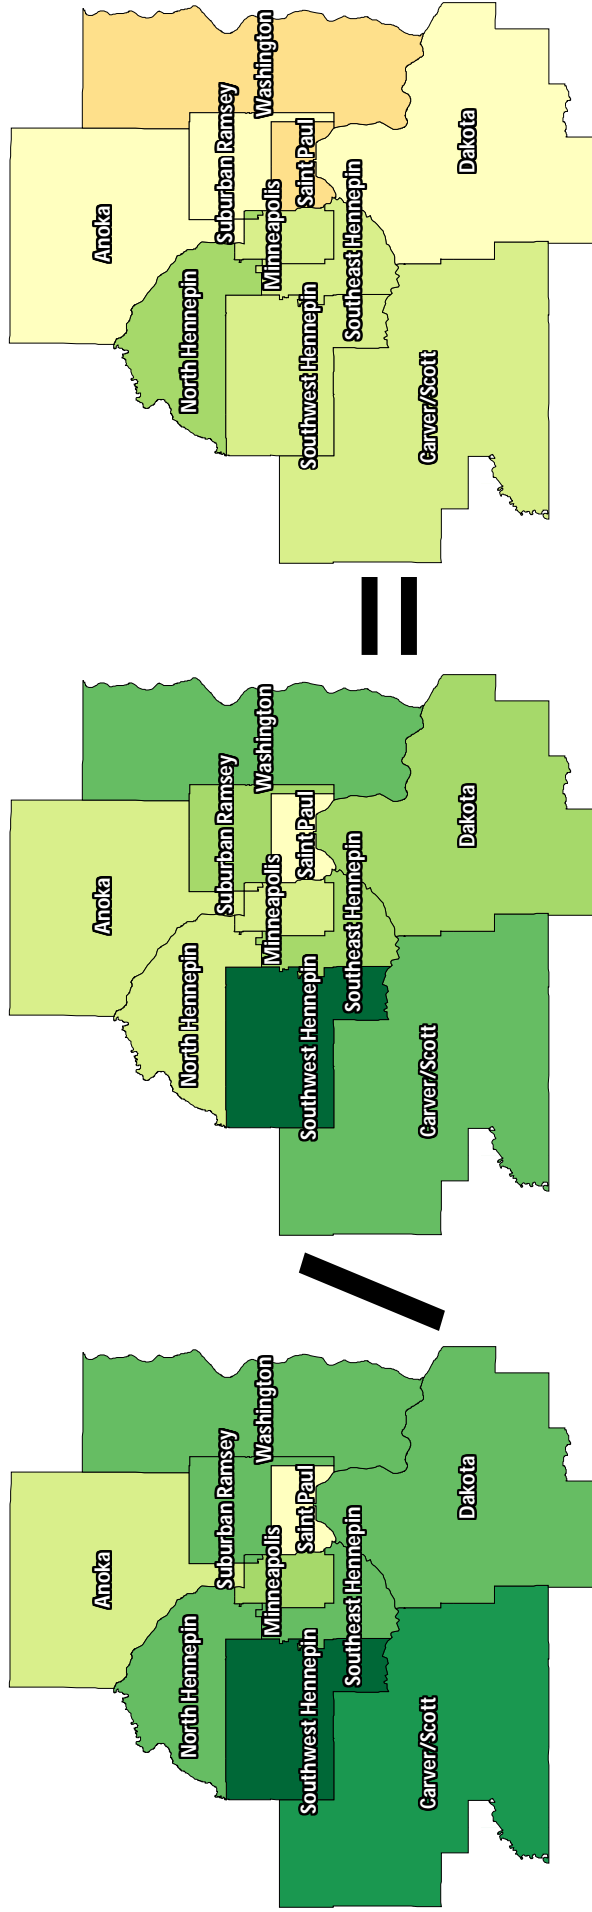 Anoka
Washington
Suburban Ramsey
North Hennepin
Minneapolis
Saint Paul
Southwest Hennepin
Southeast Hennepin
Carver/Scott
Dakota
Anoka
Washington
Suburban Ramsey
North Hennepin
Minneapolis
Saint Paul
Southwest Hennepin
Southeast Hennepin
Carver/Scott
Dakota
Anoka
Washington
Suburban Ramsey
North Hennepin
Minneapolis
Saint Paul
Southwest Hennepin
Southeast Hennepin
Carver/Scott
Dakota